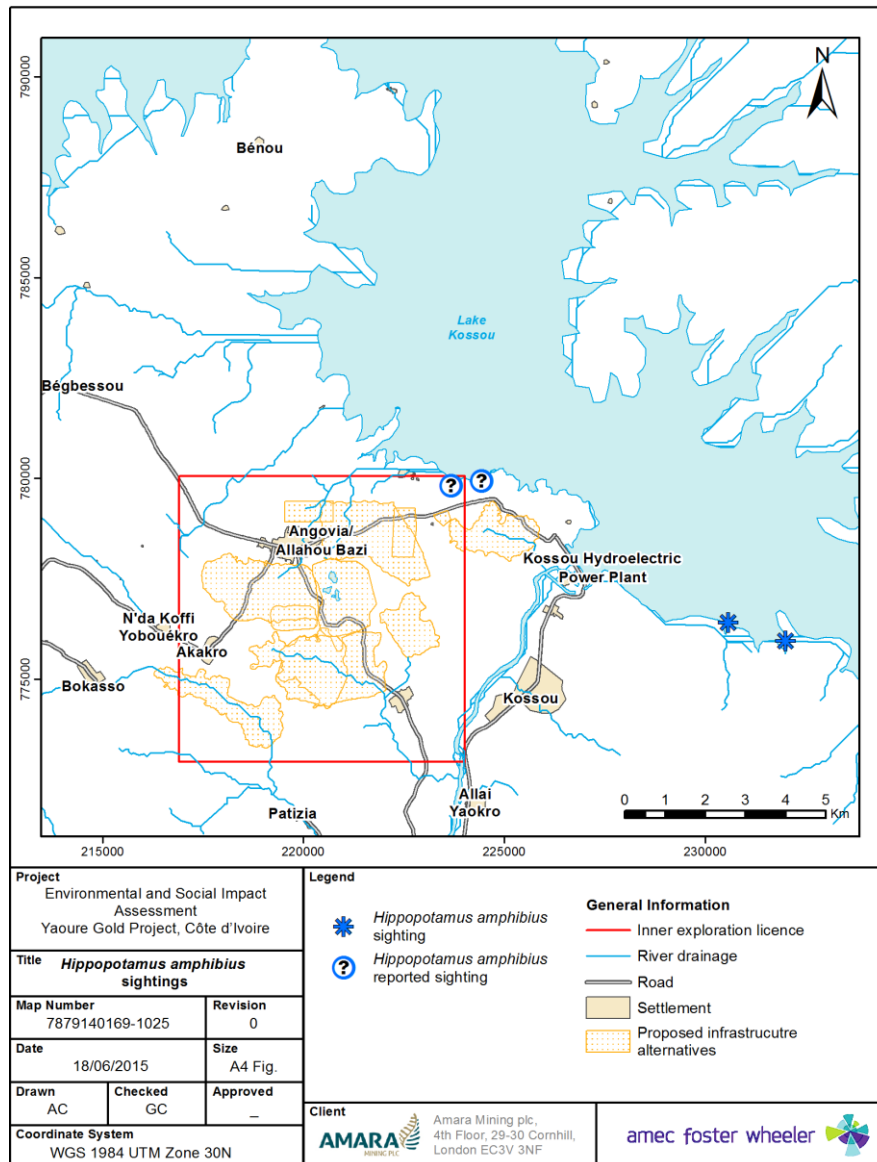 790000
785000
780000
775000
N
Bénou
Lake
Kossou
Bégbessou
?
?
Angovia/
Allahou Bazi
Kossou Hydroelectric
Power Plant
N'da Koffi
Yobouékro
Akakro
Bokasso
Kossou
Allai
Yaokro
Patizia
0 1 2 3 4 5
Km
215000
220000
225000
230000
Project
Environmental and Social Impact
Assessment
Yaoure Gold Project, Côte d'Ivoire
Title
Hippopotamus amphibius
sightings
Map Number
7879140169-1025
Revision
0
Date
18/06/2015
Size
A4 Fig.
Drawn
AC
Checked
GC
Approved
_
Coordinate System
WGS 1984 UTM Zone 30N
Legend
Hippopotamus amphibius
sighting
?
Hippopotamus amphibius
reported sighting
General Information
Inner exploration licence
River drainage
Road
Settlement
Proposed infrastrucutre
alternatives
Client
AMARA
MINING PLC
Amara Mining plc,
4th Floor, 29-30 Cornhill,
London EC3V 3NF
amec foster wheeler